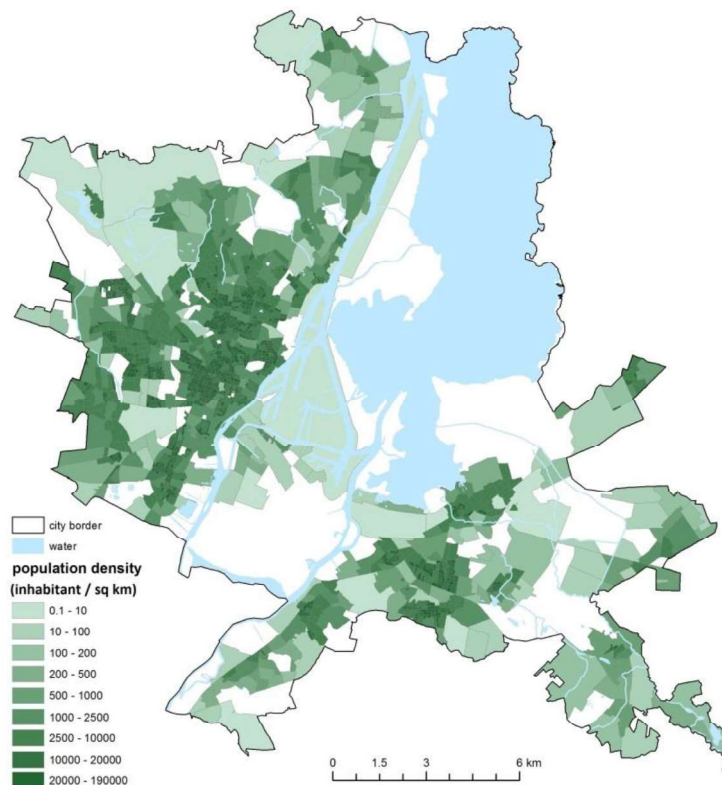 city border
water
population density
(inhabitant / sq km)
0.1 - 10
10 - 100
100 - 200
200 - 500
500 - 1000
1000 - 2500
2500 - 10000
10000 - 20000
20000 - 190000
0 1.5 3 6 km